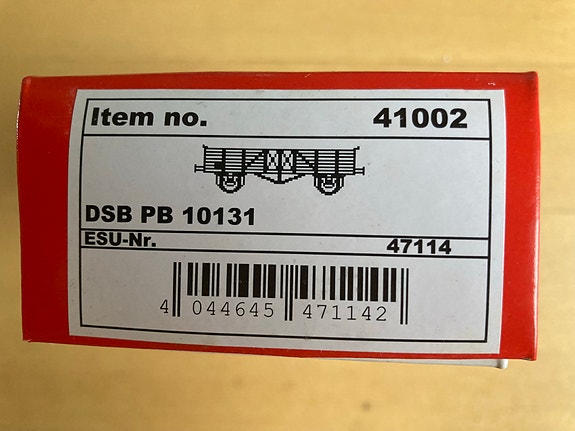 Item no. 41002
DSB PB 10131
ESU-Nr. 47114
4 044645 471142